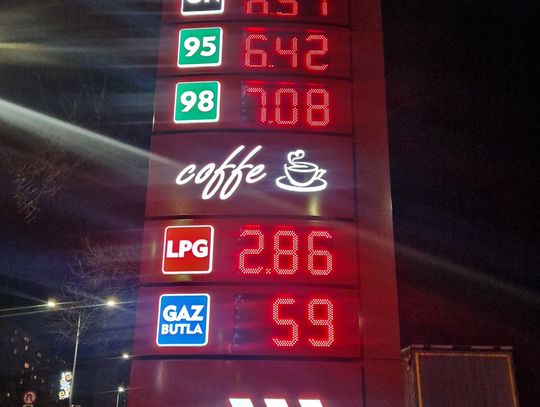 95 6.42
98 7.08
coffe
LPG 2.86
GAZ
BUTLA 59